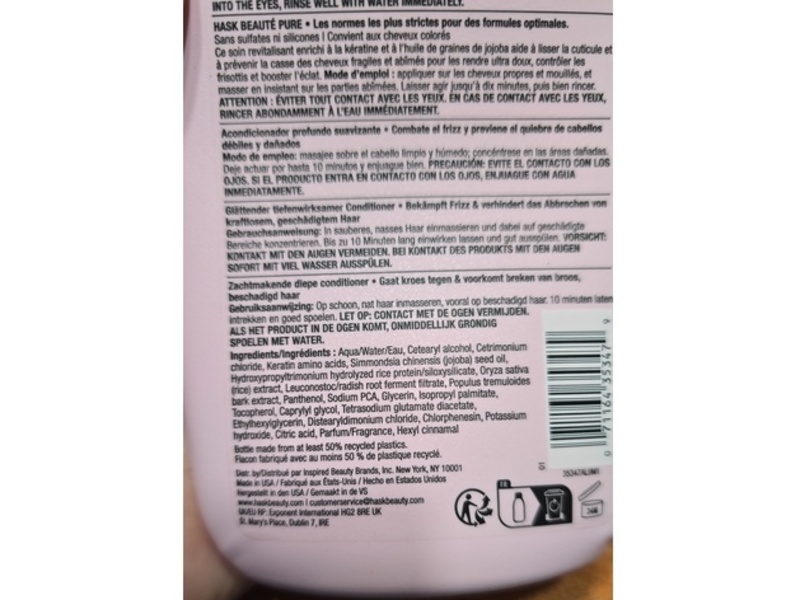 INTO THE EYES, RINSE WELL WITH WATER IMMEDIATELY.
HASK BEAUTÉ PURE • Les normes les plus strictes pour des formules optimales.
Sans sulfates ni silicones | Convient aux cheveux colorés
Ce soin revitalisant enrichi à la kératine et à l'huile de graines de jojoba aide à lisser la cuticule et
à prévenir la casse des cheveux fragiles et abîmés pour les rendre ultra doux, contrôler les
frisottis et booster l'éclat. Mode d'emploi : appliquer sur les cheveux propres et mouillés, et
masser en insistant sur les parties abîmées. Laisser agir jusqu'à dix minutes, puis bien rincer.
ATTENTION : ÉVITER TOUT CONTACT AVEC LES YEUX. EN CAS DE CONTACT AVEC LES YEUX,
RINCER ABONDAMMENT À L'EAU IMMÉDIATEMENT.
Acondicionador profundo suavizante • Combate el frizz y previene el quiebre de cabellos
débiles y dañados
Modo de empleo: masajee sobre el cabello limpio y húmedo; concéntrese en las áreas dañadas.
Deje actuar por hasta 10 minutos y enjuague bien. PRECAUCIÓN: EVITE EL CONTACTO CON LOS
OJOS. SI EL PRODUCTO ENTRA EN CONTACTO CON LOS OJOS, ENJUAGUE CON AGUA
INMEDIATAMENTE.
Glättender tiefenwirksamer Conditioner • Bekämpft Frizz & verhindert das Abbrechen von
kraftlosem, geschädigtem Haar
Gebrauchsanweisung: In sauberes, nasses Haar einmassieren und dabei auf geschädigte
Bereiche konzentrieren. Bis zu 10 Minuten lang einwirken lassen und gut ausspülen. VORSICHT:
KONTAKT MIT DEN AUGEN VERMEIDEN. BEI KONTAKT DES PRODUKTS MIT DEN AUGEN
SOFORT MIT VIEL WASSER AUSSPÜLEN.
Zachtmakende diepe conditioner • Gaat kroes tegen & voorkomt breken van broos,
beschadigd haar
Gebruiksaanwijzing: Op schoon, nat haar inmasseren, vooral op beschadigd haar. 10 minuten laten
intrekken en goed spoelen. LET OP: CONTACT MET DE OGEN VERMIJDEN.
ALS HET PRODUCT IN DE OGEN KOMT, ONMIDDELLIJK GRONDIG
SPOELEN MET WATER.
Ingredients/Ingrédients : Aqua/Water/Eau, Cetearyl alcohol, Cetrimonium
chloride, Keratin amino acids, Simmondsia chinensis (jojoba) seed oil,
Hydroxypropyltrimonium hydrolyzed rice protein/siloxysilicate, Oryza sativa
(rice) extract, Leuconostoc/radish root ferment filtrate, Populus tremuloides
bark extract, Panthenol, Sodium PCA, Glycerin, Isopropyl palmitate,
Tocopherol, Caprylyl glycol, Tetrasodium glutamate diacetate,
Ethylhexylglycerin, Distearyldimonium chloride, Chlorphenesin, Potassium
hydroxide, Citric acid, Parfum/Fragrance, Hexyl cinnamal
Bottle made from at least 50% recycled plastics.
Flacon fabriqué avec au moins 50 % de plastique recyclé.
Distr. by/Distribué par Inspired Beauty Brands, Inc. New York, NY 10001
Made in USA / Fabriqué aux États-Unis / Hecho en Estados Unidos
Hergestellt in den USA / Gemaakt in de VS
www.haskbeauty.com | customerservice@haskbeauty.com
UK/EU RP: Exponent International HG2 8RE UK
St. Mary's Place, Dublin 7, IRE
0 71164 35347 9
FR
24M